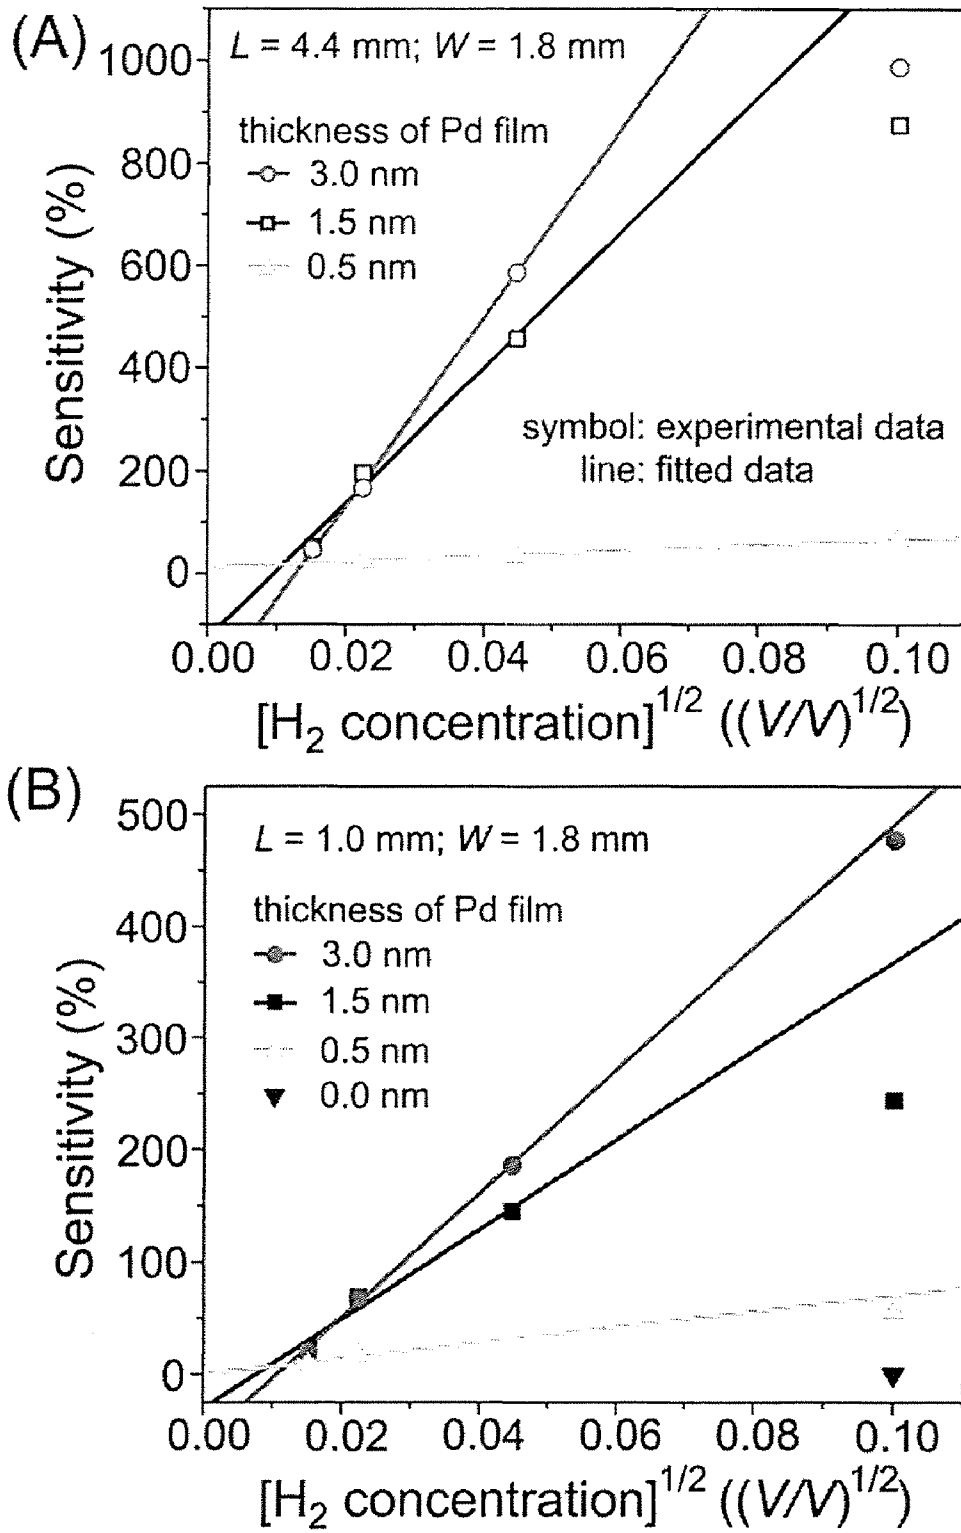 (A)
L = 4.4 mm; W = 1.8 mm
thickness of Pd film
3.0 nm
1.5 nm
0.5 nm
symbol: experimental data
line: fitted data
1000
800
600
400
200
0
Sensitivity (%)
0.00 0.02 0.04 0.06 0.08 0.10
[H₂ concentration]^1/2 ((V/V)^1/2)
(B)
L = 1.0 mm; W = 1.8 mm
thickness of Pd film
3.0 nm
1.5 nm
0.5 nm
0.0 nm
500
400
300
200
100
0
Sensitivity (%)
0.00 0.02 0.04 0.06 0.08 0.10
[H₂ concentration]^1/2 ((V/V)^1/2)